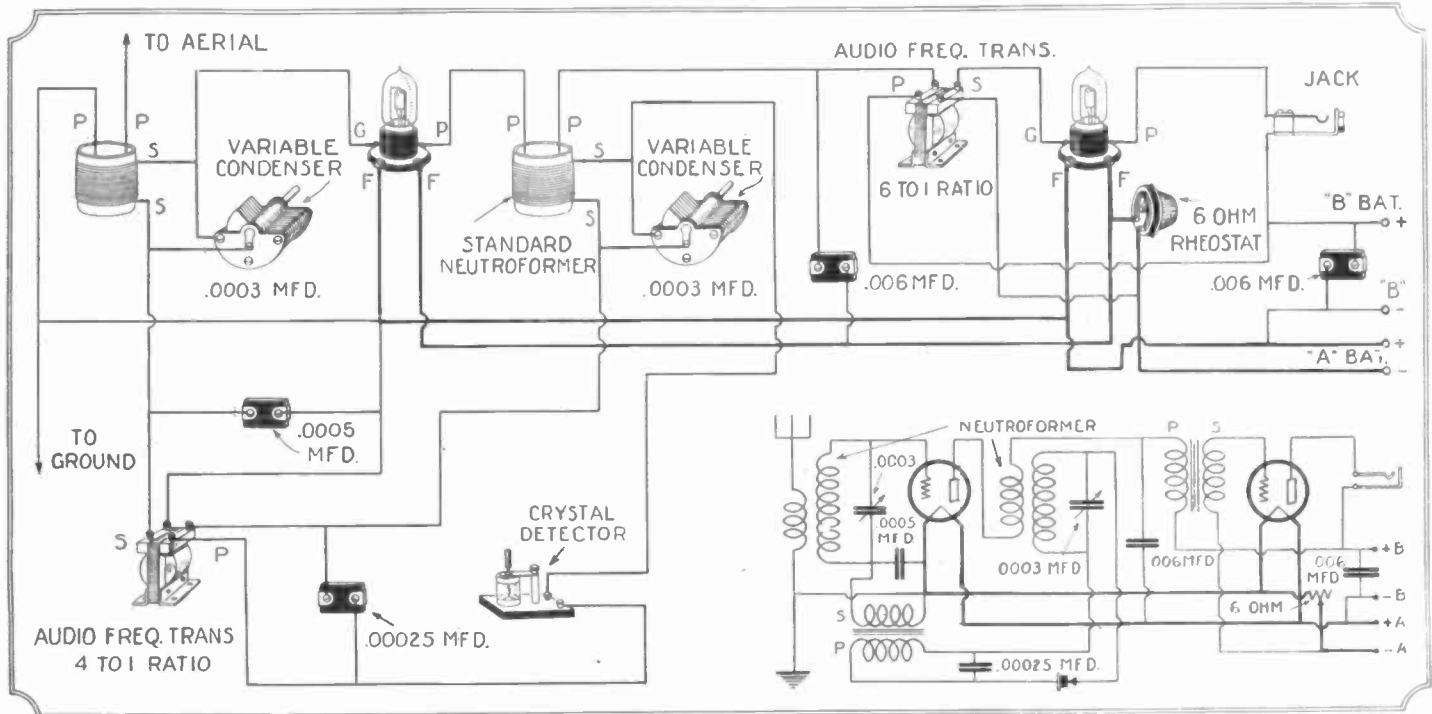 TO AERIAL
AUDIO FREQ. TRANS.
JACK
P P
G P
P P
P S
G P
S
VARIABLE
CONDENSER
F F
S
VARIABLE
CONDENSER
6 TO 1 RATIO
F F
S
S
"B" BAT.
+
6 OHM
RHEOSTAT
STANDARD
NEUTROFORMER
.0003 MFD.
.0003 MFD.
.006 MFD.
.006 MFD.
"B"
-
+
"A" BAT.
-
TO
GROUND
.0005
MFD.
NEUTROFORMER
P S
.0003
.0005
MFD.
CRYSTAL
DETECTOR
S P
.0003 MFD
.006 MFD
.006
MFD
+B
-B
6 OHM
+A
-A
S
P
.00025 MFD.
.00025 MFD.
AUDIO FREQ. TRANS
4 TO 1 RATIO